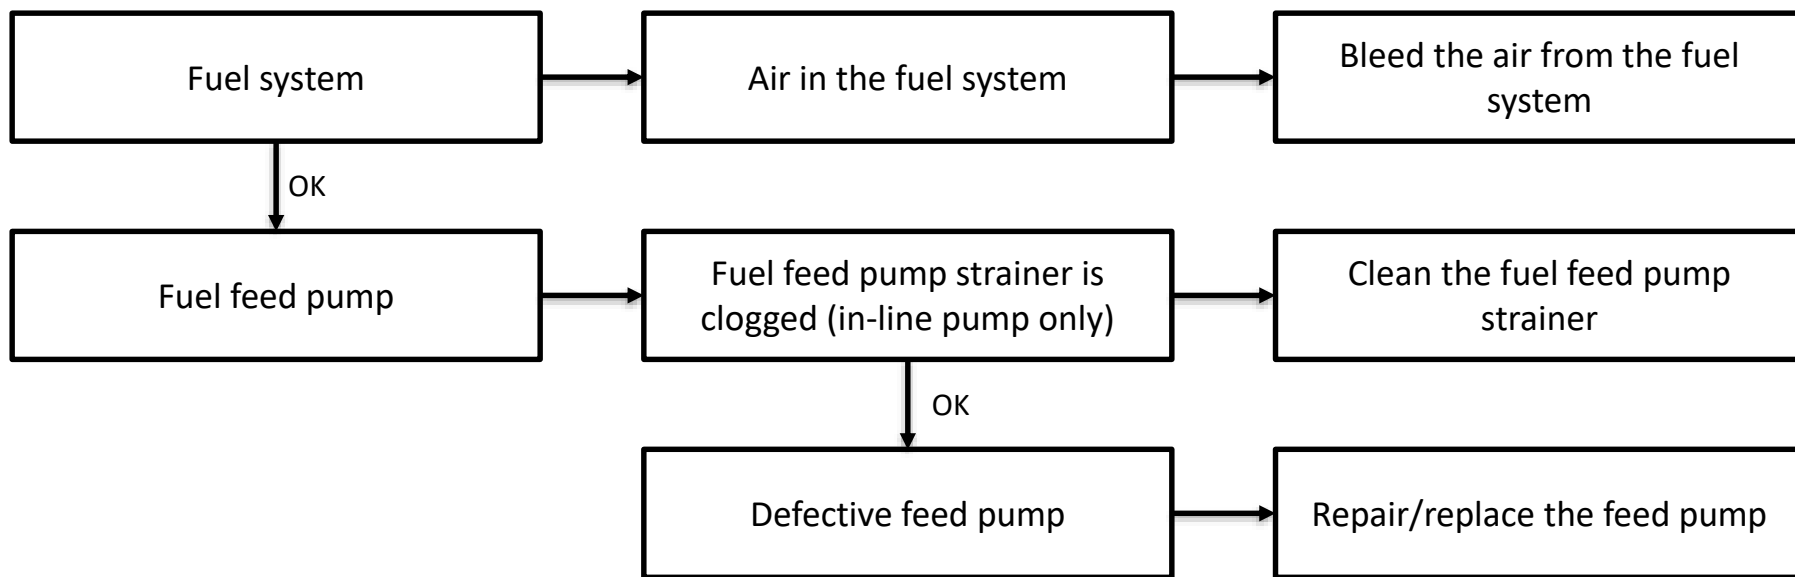 Fuel system
Air in the fuel system
Bleed the air from the fuel
system
OK
Fuel feed pump
Fuel feed pump strainer is
clogged (in-line pump only)
Clean the fuel feed pump
strainer
OK
Defective feed pump
Repair/replace the feed pump